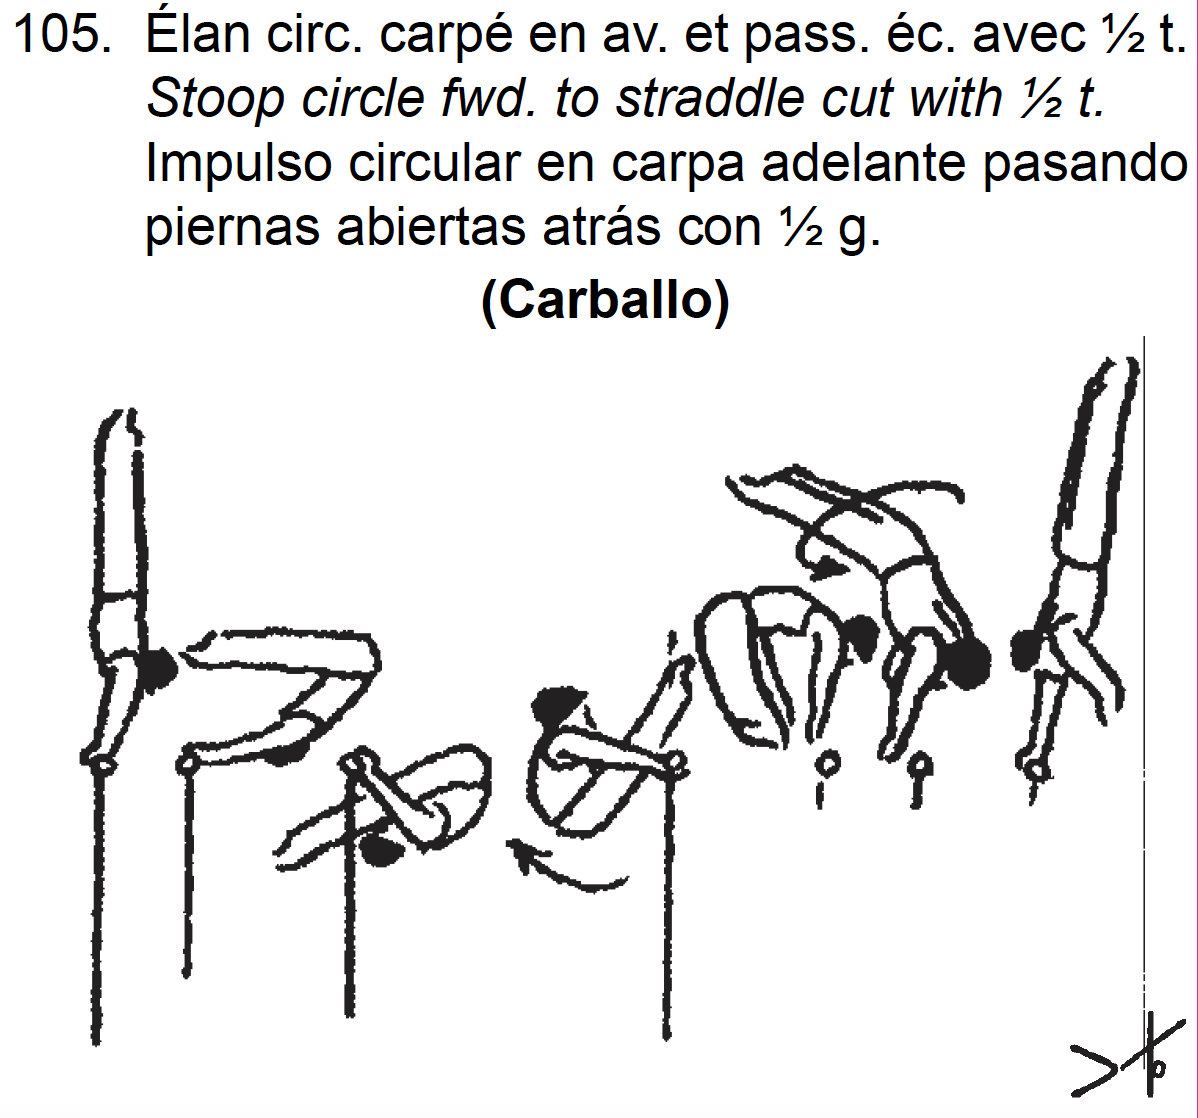 105. Élan circ. carpé en av. et pass. éc. avec ½ t.
Stoop circle fwd. to straddle cut with ½ t.
Impulso circular en carpa adelante pasando
piernas abiertas atrás con ½ g.
(Carballo)